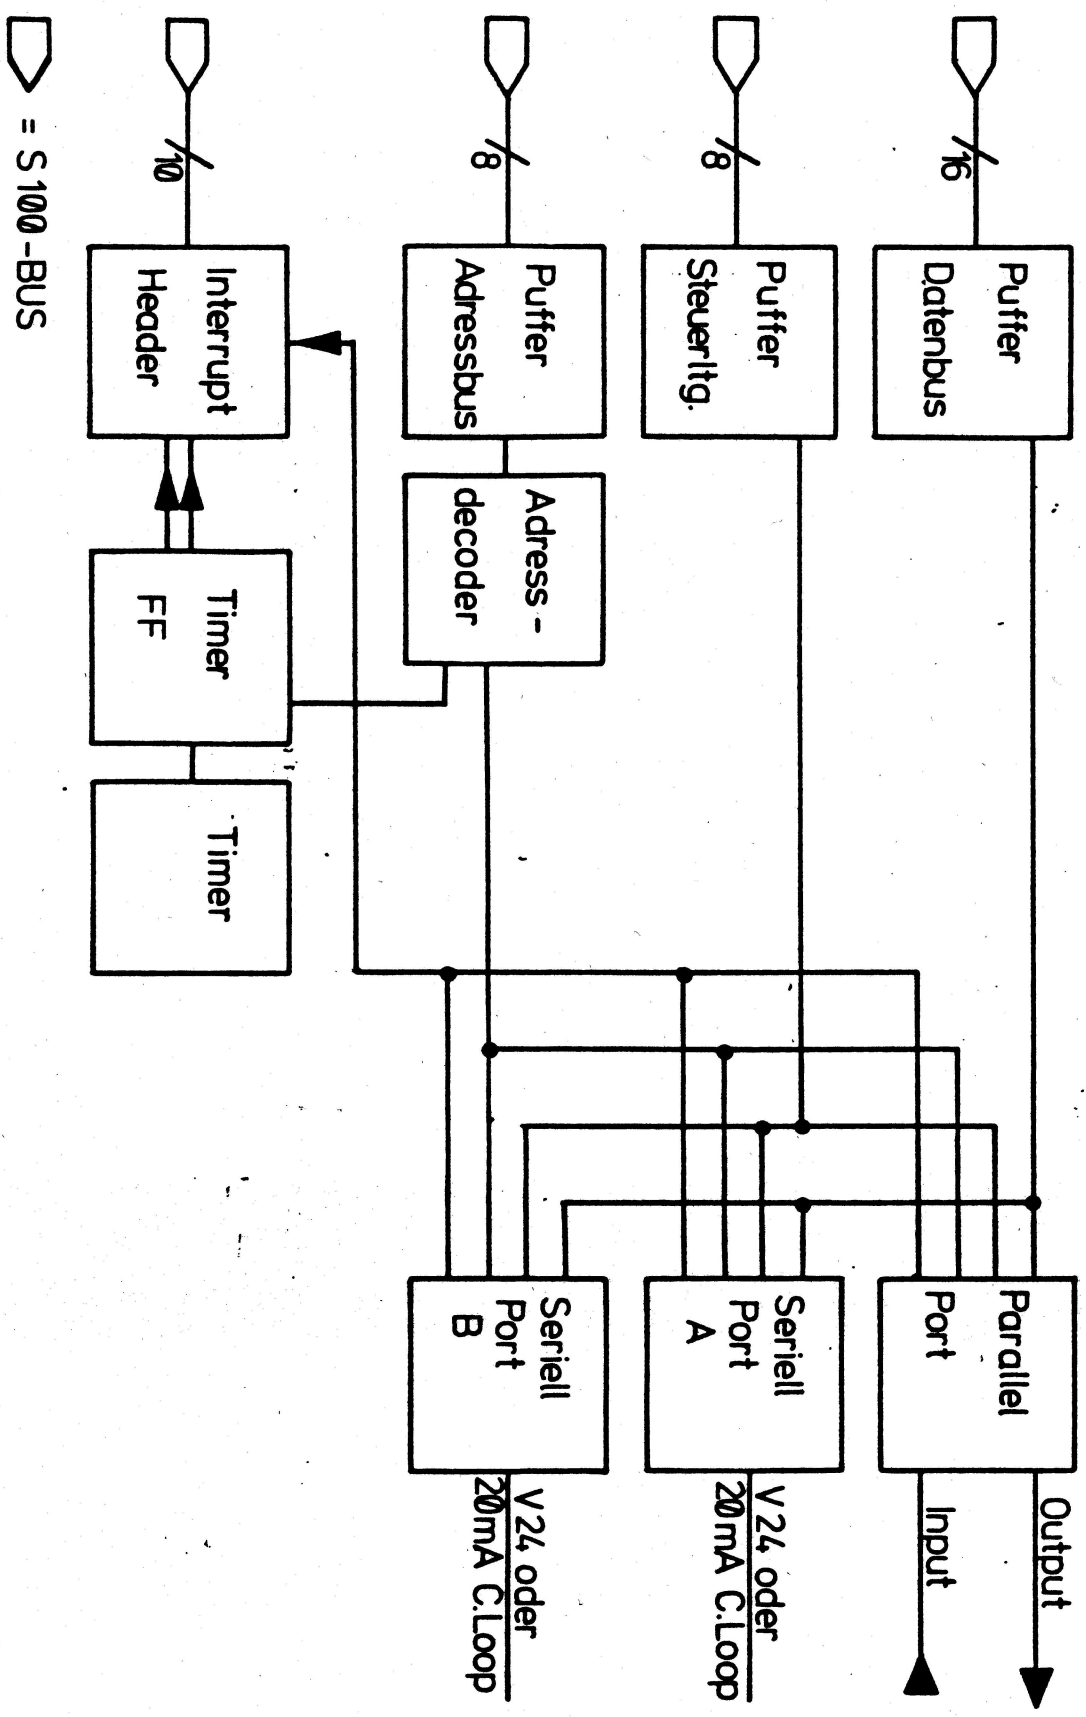 16
Puffer
Datenbus
Parallel
Port
Output
Input
8
Puffer
Steuerltg.
Seriell
Port
A
V24 oder
20mA C.Loop
8
Puffer
Adressbus
Adress-
decoder
Seriell
Port
B
V24 oder
20mA C.Loop
10
Interrupt
Header
Timer
FF
Timer
= S100-BUS